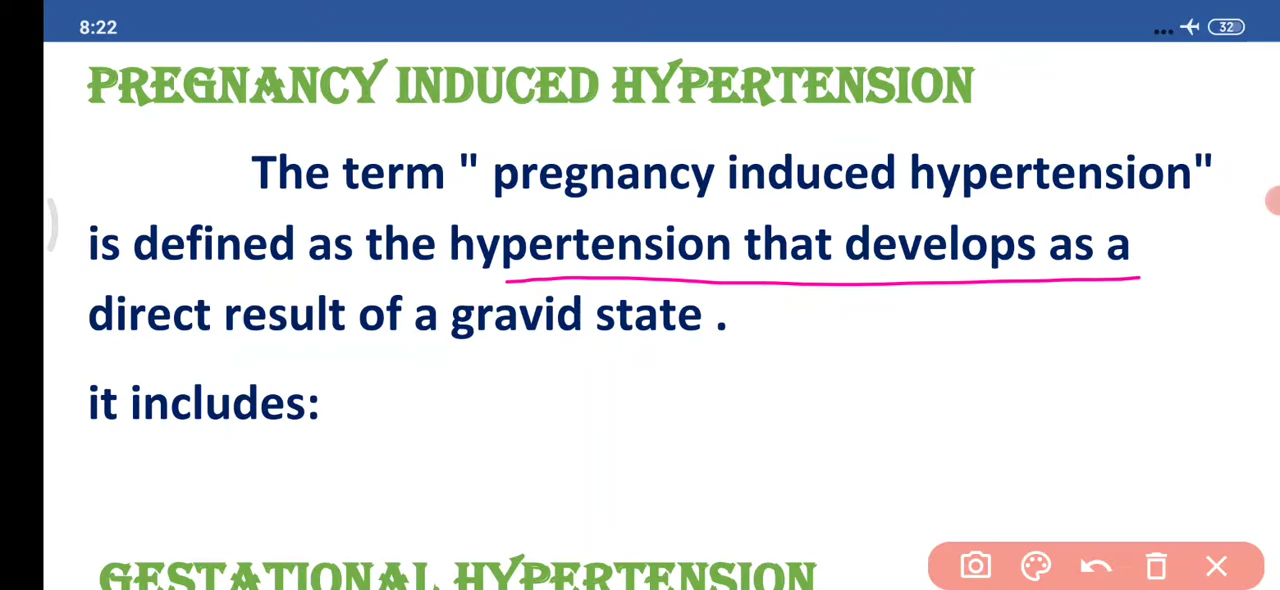 8:22
32
PREGNANCY INDUCED HYPERTENSION
The term " pregnancy induced hypertension"
is defined as the hypertension that develops as a
direct result of a gravid state .
it includes:
GESTATIONAL HYPERTENSION